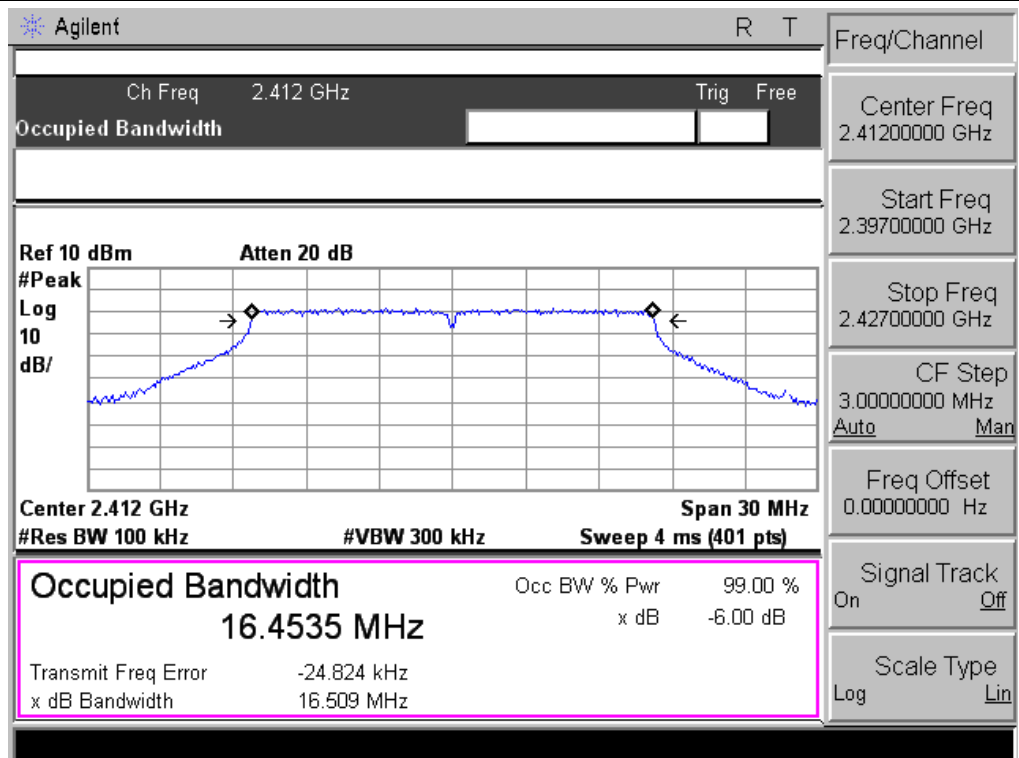 Agilent R T
Ch Freq 2.412 GHz Trig Free
Occupied Bandwidth
Ref 10 dBm Atten 20 dB
#Peak
Log
10
dB/
Center 2.412 GHz Span 30 MHz
#Res BW 100 kHz #VBW 300 kHz Sweep 4 ms (401 pts)
Occupied Bandwidth
16.4535 MHz
Occ BW % Pwr 99.00 %
x dB -6.00 dB
Transmit Freq Error -24.824 kHz
x dB Bandwidth 16.509 MHz
Freq/Channel
Center Freq
2.41200000 GHz
Start Freq
2.39700000 GHz
Stop Freq
2.42700000 GHz
CF Step
3.00000000 MHz
Auto Man
Freq Offset
0.00000000 Hz
Signal Track
On Off
Scale Type
Log Lin